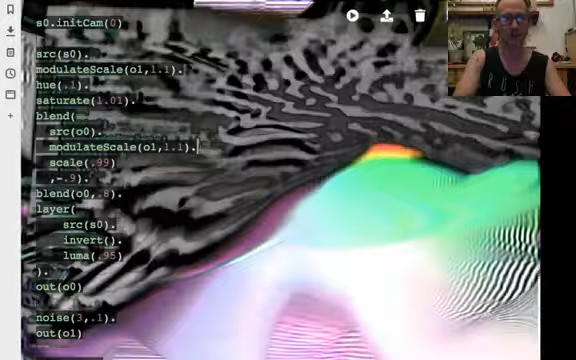 s0.initCam(0)
src(s0).
modulateScale(o1,1.1).
hue(.1).
saturate(1.01).
blend(
src(o0).
modulateScale(o1,1.1).
scale(.99)
,-.9).
blend(o0,.8).
layer(
src(s0).
invert().
luma(.95)
).
out(o0)
noise(3,.1).
out(o1)
RUSH